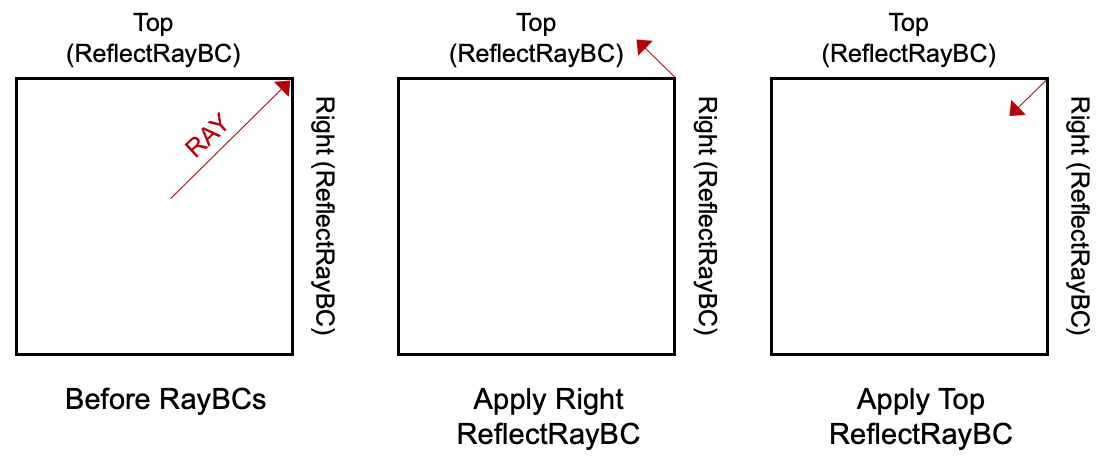 Top
(ReflectRayBC)
RAY
Right (ReflectRayBC)
Before RayBCs
Top
(ReflectRayBC)
Right (ReflectRayBC)
Apply Right
ReflectRayBC
Top
(ReflectRayBC)
Right (ReflectRayBC)
Apply Top
ReflectRayBC